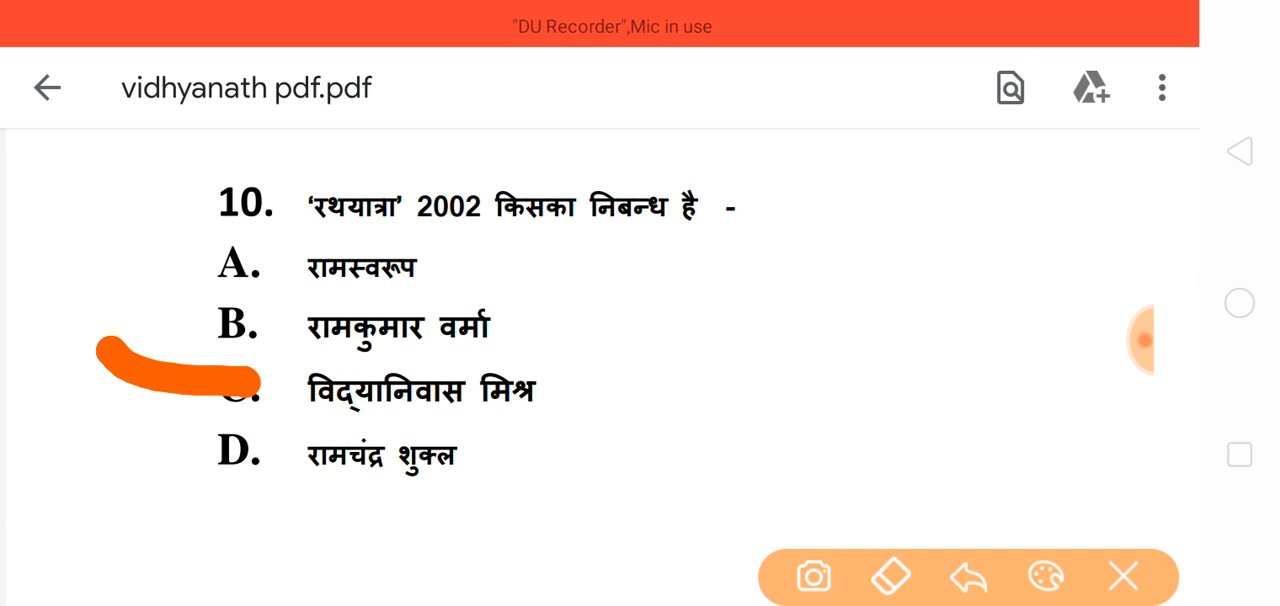 "DU Recorder",Mic in use
vidhyanath pdf.pdf
10. ‘रथयात्रा’ 2002 किसका निबन्ध है -
A. रामस्वरूप
B. रामकुमार वर्मा
विद्यानिवास मिश्र
D. रामचंद्र शुक्ल